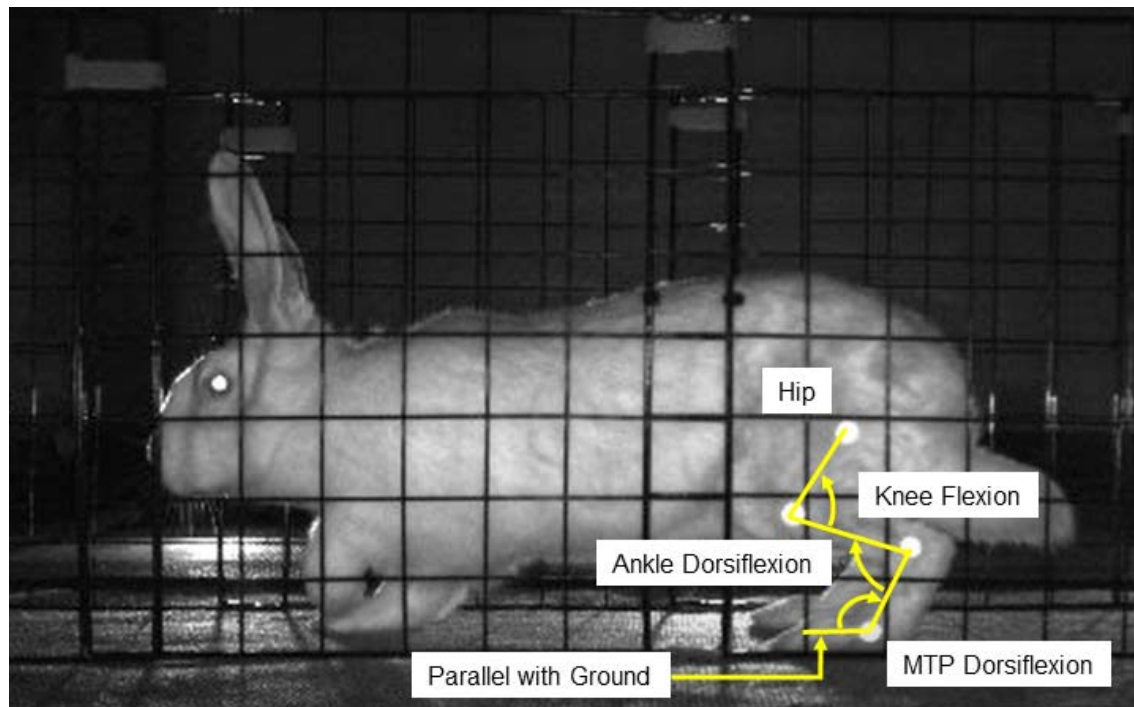 Hip
Knee Flexion
Ankle Dorsiflexion
MTP Dorsiflexion
Parallel with Ground